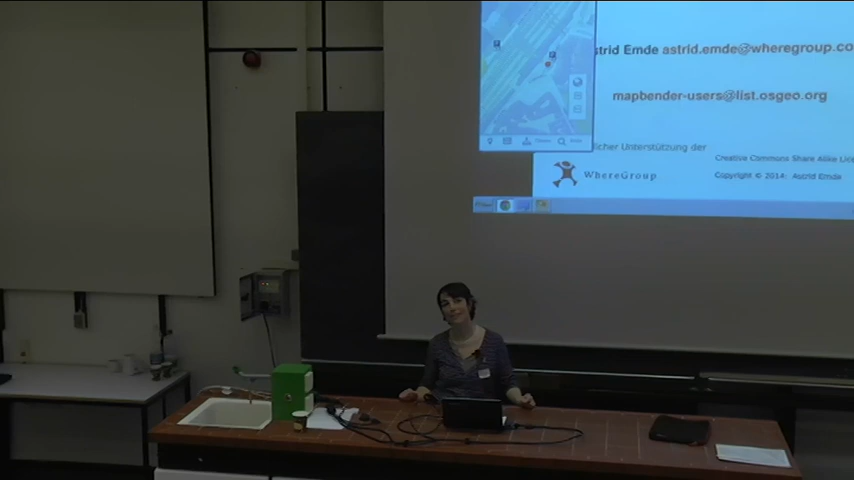 strid Emde astrid.emde@wheregroup.co
mapbender-users@list.osgeo.org
licher Unterstützung der
WhereGroup
Creative Commons Share Alike Lice
Copyright © 2014: Astrid Emde